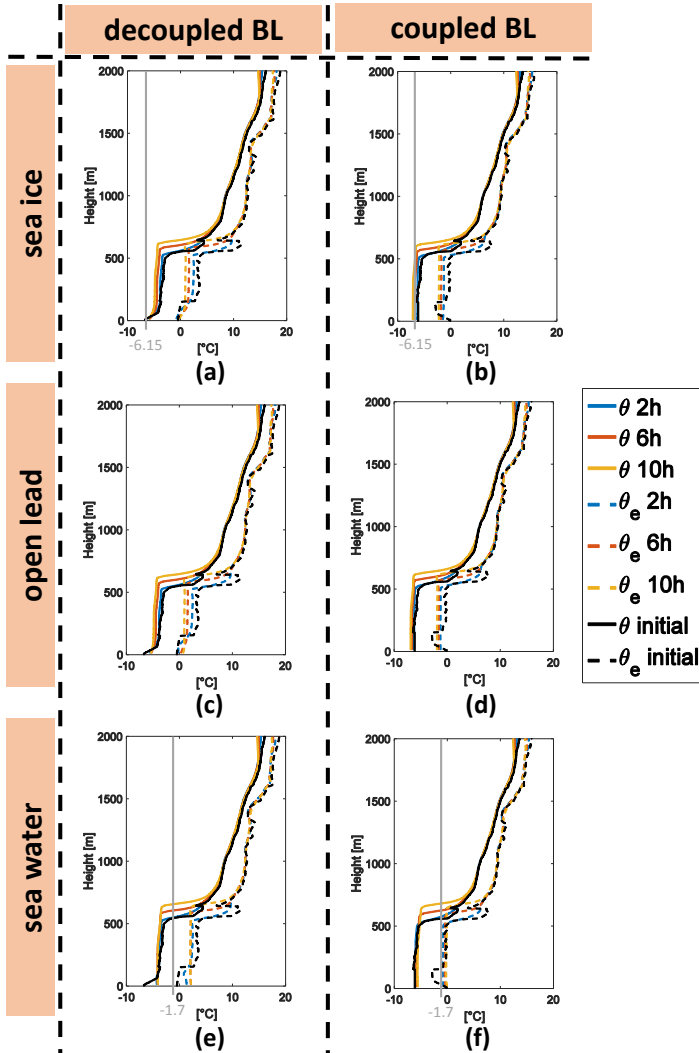 decoupled BL
coupled BL
sea ice
2000
1500
1000
500
0
Height [m]
-10
0
10
20
-6.15
[°C]
(a)
2000
1500
1000
500
0
Height [m]
-10
0
10
20
-6.15
[°C]
(b)
open lead
2000
1500
1000
500
0
Height [m]
-10
0
10
20
[°C]
(c)
2000
1500
1000
500
0
Height [m]
-10
0
10
20
[°C]
(d)
θ 2h
θ 6h
θ 10h
θe 2h
θe 6h
θe 10h
θ initial
θe initial
sea water
2000
1500
1000
500
0
Height [m]
-10
0
10
20
-1.7
[°C]
(e)
2000
1500
1000
500
0
Height [m]
-10
0
10
20
-1.7
[°C]
(f)